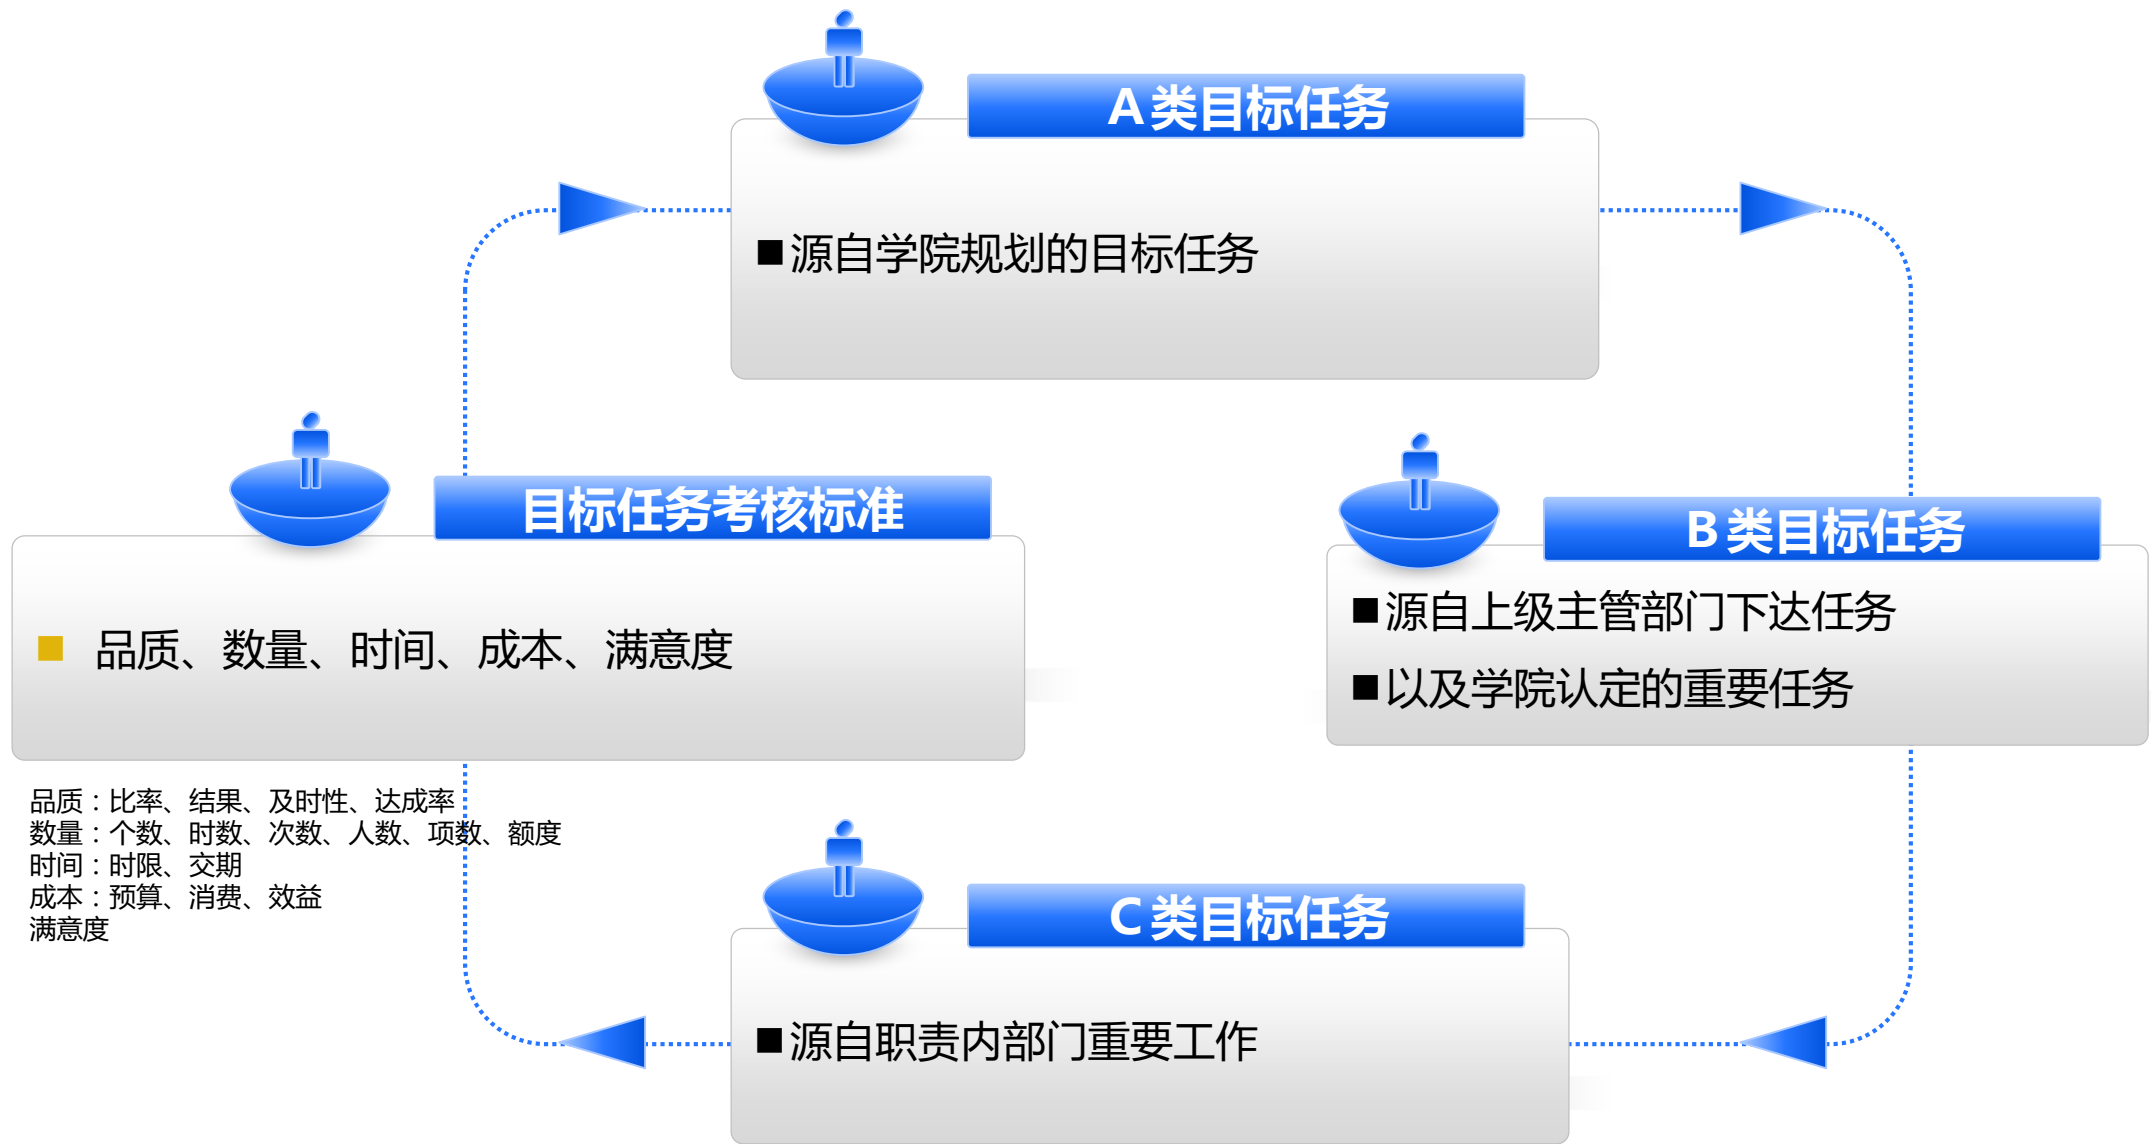 A类目标任务
■源自学院规划的目标任务
目标任务考核标准
■ 品质、数量、时间、成本、满意度
B类目标任务
■源自上级主管部门下达任务
■以及学院认定的重要任务
品质：比率、结果、及时性、达成率
数量：个数、时数、次数、人数、项数、额度
时间：时限、交期
成本：预算、消费、效益
满意度
C类目标任务
■源自职责内部门重要工作